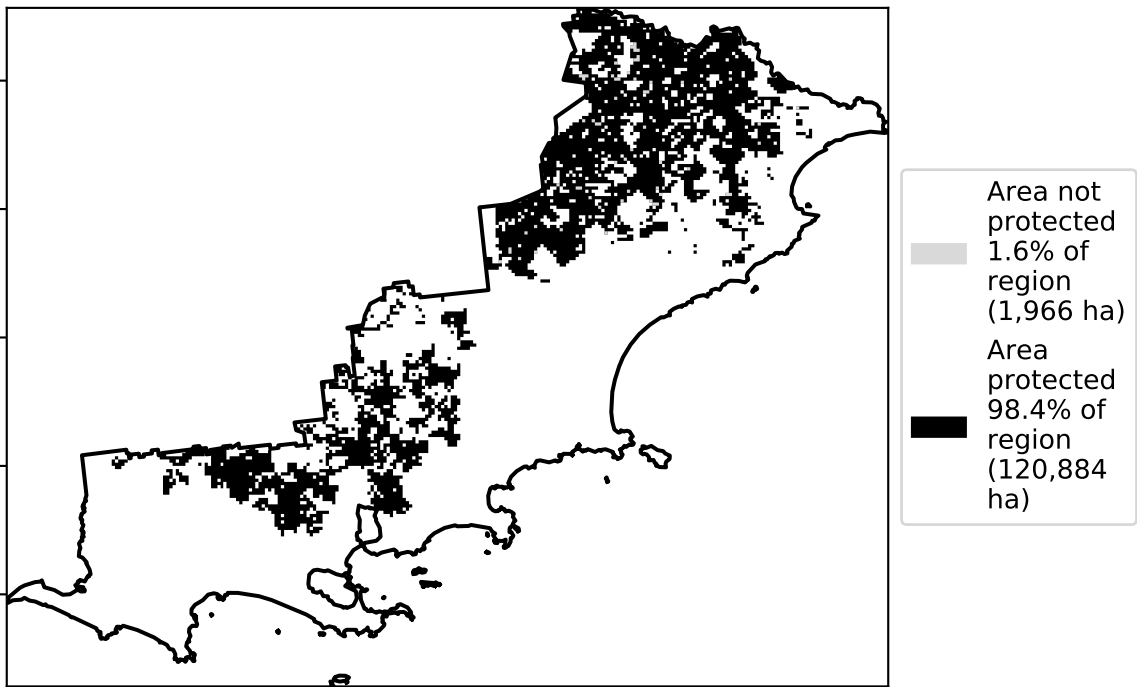 Area not
protected
1.6% of
region
(1,966 ha)
Area
protected
98.4% of
region
(120,884
ha)